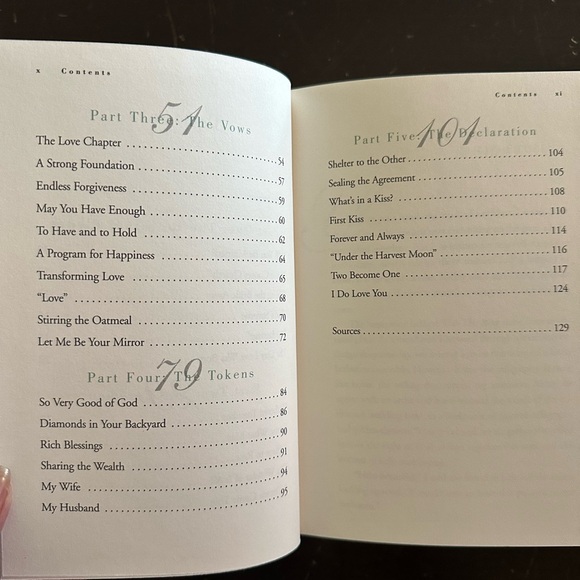 x Contents
51
Part Three: The Vows
The Love Chapter 54
A Strong Foundation 57
Endless Forgiveness 59
May You Have Enough 60
To Have and to Hold 62
A Program for Happiness 64
Transforming Love 65
“Love” 68
Stirring the Oatmeal 70
Let Me Be Your Mirror 72
79
Part Four: The Tokens
So Very Good of God 84
Diamonds in Your Backyard 86
Rich Blessings 90
Sharing the Wealth 91
My Wife 94
My Husband 95
Contents xi
101
Part Five: The Declaration
Shelter to the Other 104
Sealing the Agreement 105
What’s in a Kiss? 108
First Kiss 110
Forever and Always 114
“Under the Harvest Moon” 116
Two Become One 117
I Do Love You 124
Sources 129